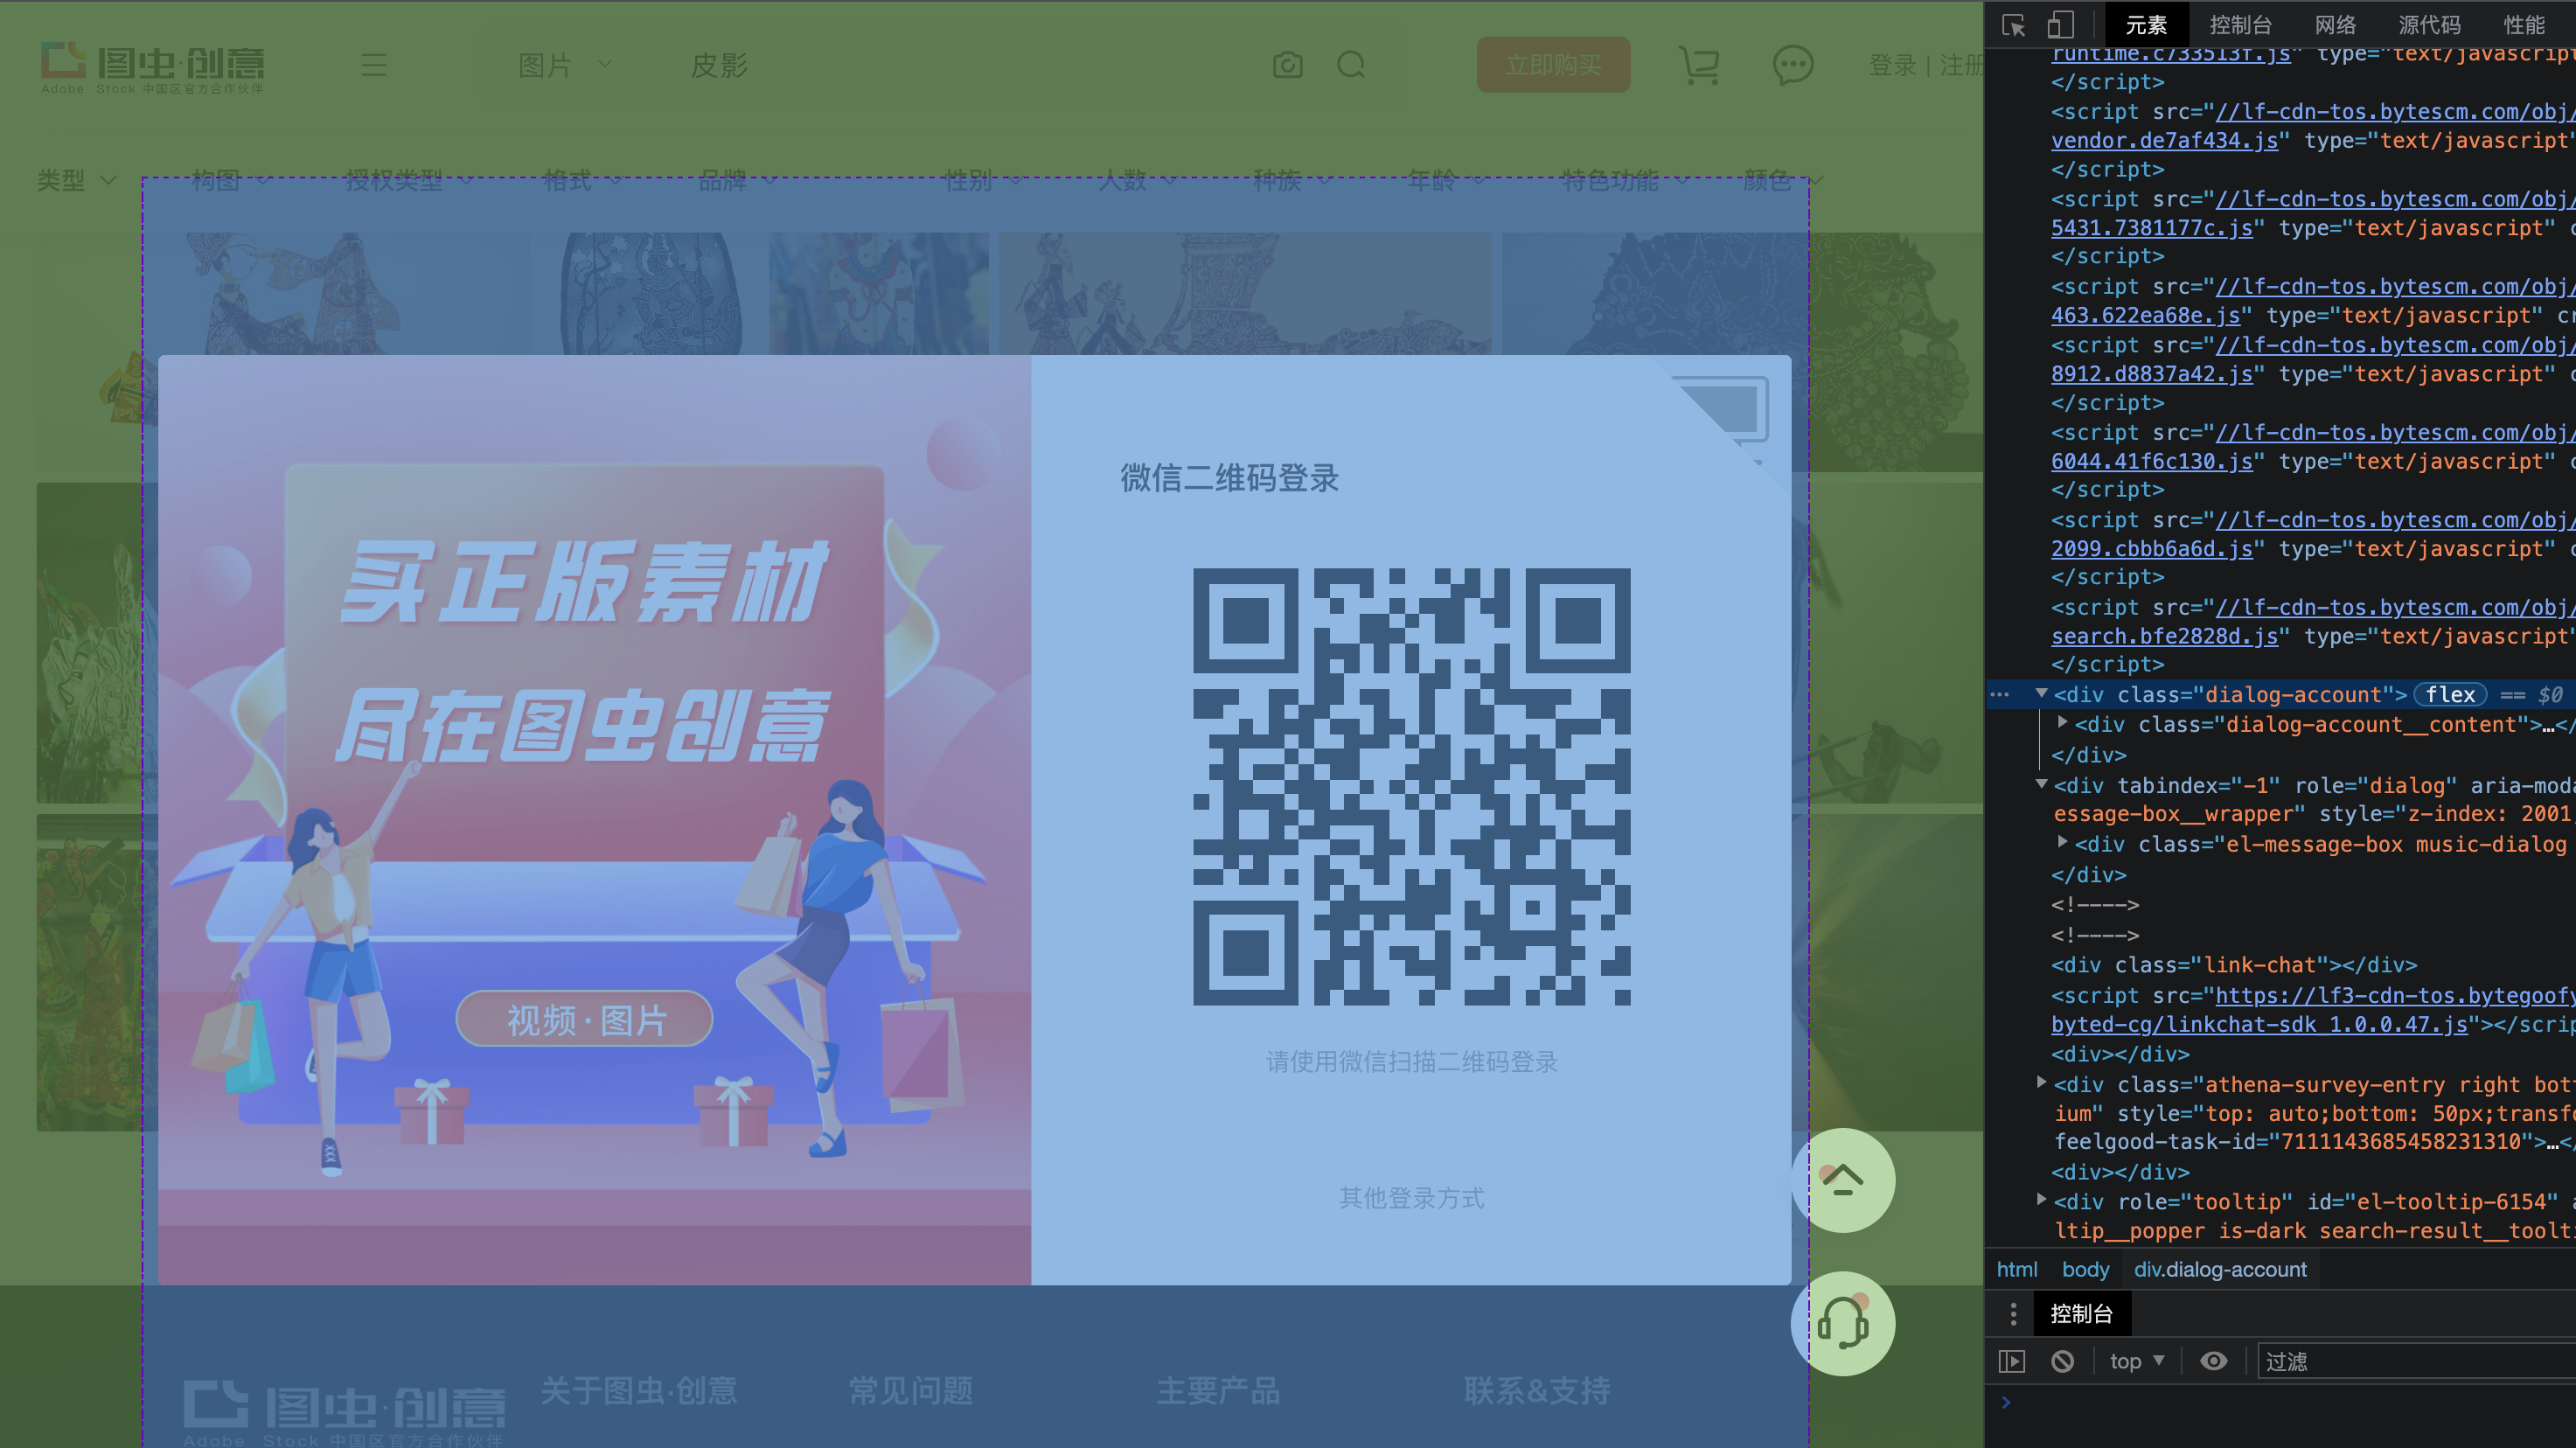 图虫·创意
Adobe Stock 中国区官方合作伙伴
图片
皮影
立即购买
登录 | 注册
类型
构图
授权类型
格式
品牌
性别
人数
种族
年龄
特色功能
颜色
买正版素材
尽在图虫创意
视频·图片
微信二维码登录
请使用微信扫描二维码登录
其他登录方式
图虫·创意
Adobe Stock 中国区官方合作伙伴
关于图虫·创意
常见问题
主要产品
联系&支持
元素
控制台
网络
源代码
性能
runtime.c733513f.js" type="text/javascript
</script>
<script src="//lf-cdn-tos.bytescm.com/obj/
vendor.de7af434.js" type="text/javascript"
</script>
<script src="//lf-cdn-tos.bytescm.com/obj/
5431.7381177c.js" type="text/javascript" c
</script>
<script src="//lf-cdn-tos.bytescm.com/obj/
463.622ea68e.js" type="text/javascript" cr
<script src="//lf-cdn-tos.bytescm.com/obj/
8912.d8837a42.js" type="text/javascript" c
</script>
<script src="//lf-cdn-tos.bytescm.com/obj/
6044.41f6c130.js" type="text/javascript" c
</script>
<script src="//lf-cdn-tos.bytescm.com/obj/
2099.cbbb6a6d.js" type="text/javascript" c
</script>
<script src="//lf-cdn-tos.bytescm.com/obj/
search.bfe2828d.js" type="text/javascript"
</script>
<div class="dialog-account"> flex == $0
<div class="dialog-account__content">…</
</div>
<div tabindex="-1" role="dialog" aria-moda
essage-box__wrapper" style="z-index: 2001
<div class="el-message-box music-dialog
</div>
<!---->
<!---->
<div class="link-chat"></div>
<script src="https://lf3-cdn-tos.bytegoofy
byted-cg/linkchat-sdk_1.0.0.47.js"></scrip
<div></div>
<div class="athena-survey-entry right bott
ium" style="top: auto;bottom: 50px;transfo
feelgood-task-id="7111143685458231310">…</
<div></div>
<div role="tooltip" id="el-tooltip-6154" a
ltip__popper is-dark search-result__toolti
html body div.dialog-account
控制台
top
过滤